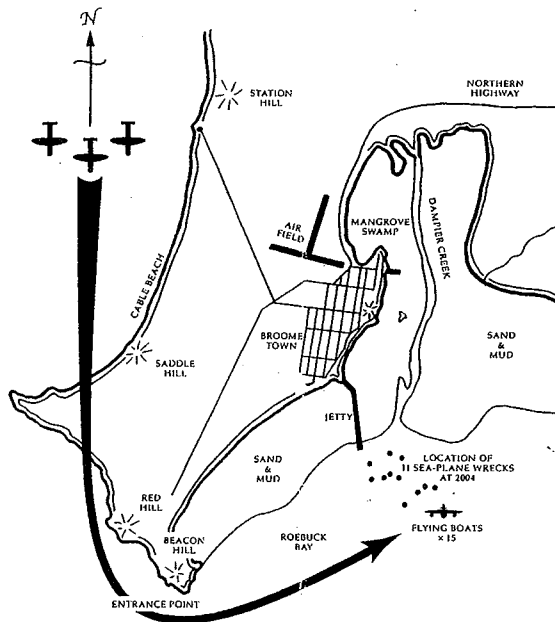 N
STATION
HILL
NORTHERN
HIGHWAY
AIR
FIELD
MANGROVE
SWAMP
DAMPIER CREEK
CABLE BEACH
BROOME
TOWN
SADDLE
HILL
SAND
&
MUD
JETTY
SAND
&
MUD
LOCATION OF
11 SEA-PLANE WRECKS
AT 2004
RED
HILL
BEACON
HILL
ROEBUCK
BAY
FLYING BOATS
× 15
ENTRANCE POINT